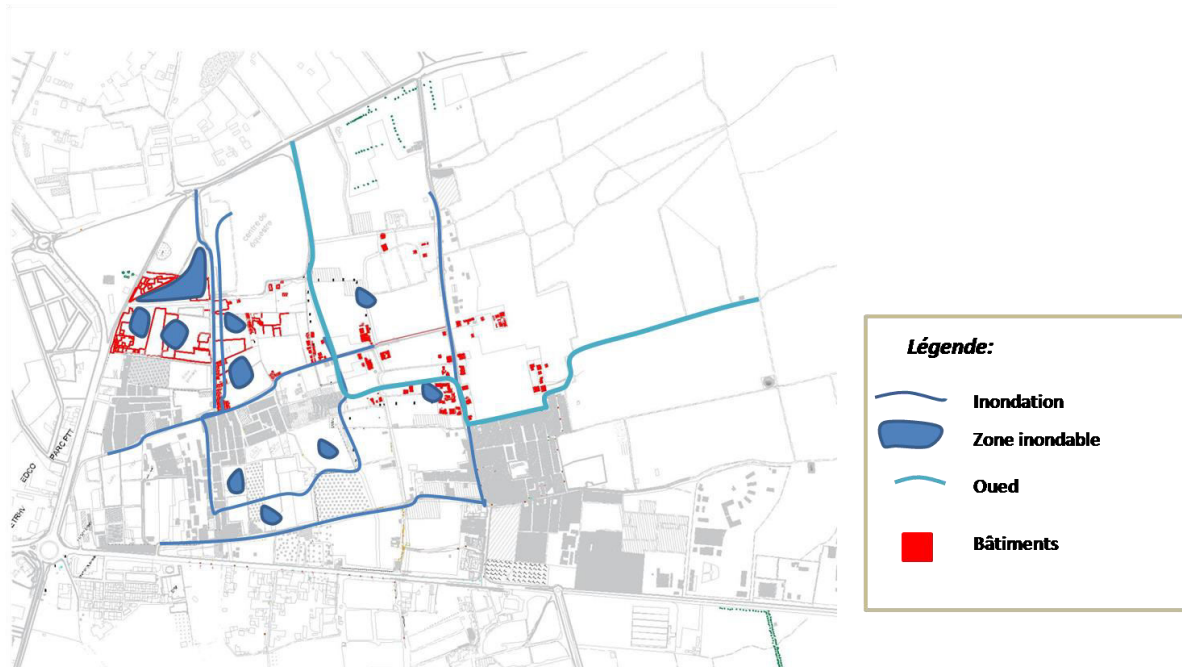 EDCO
PARC PTT
Légende:
Inondation
Zone inondable
Oued
Bâtiments